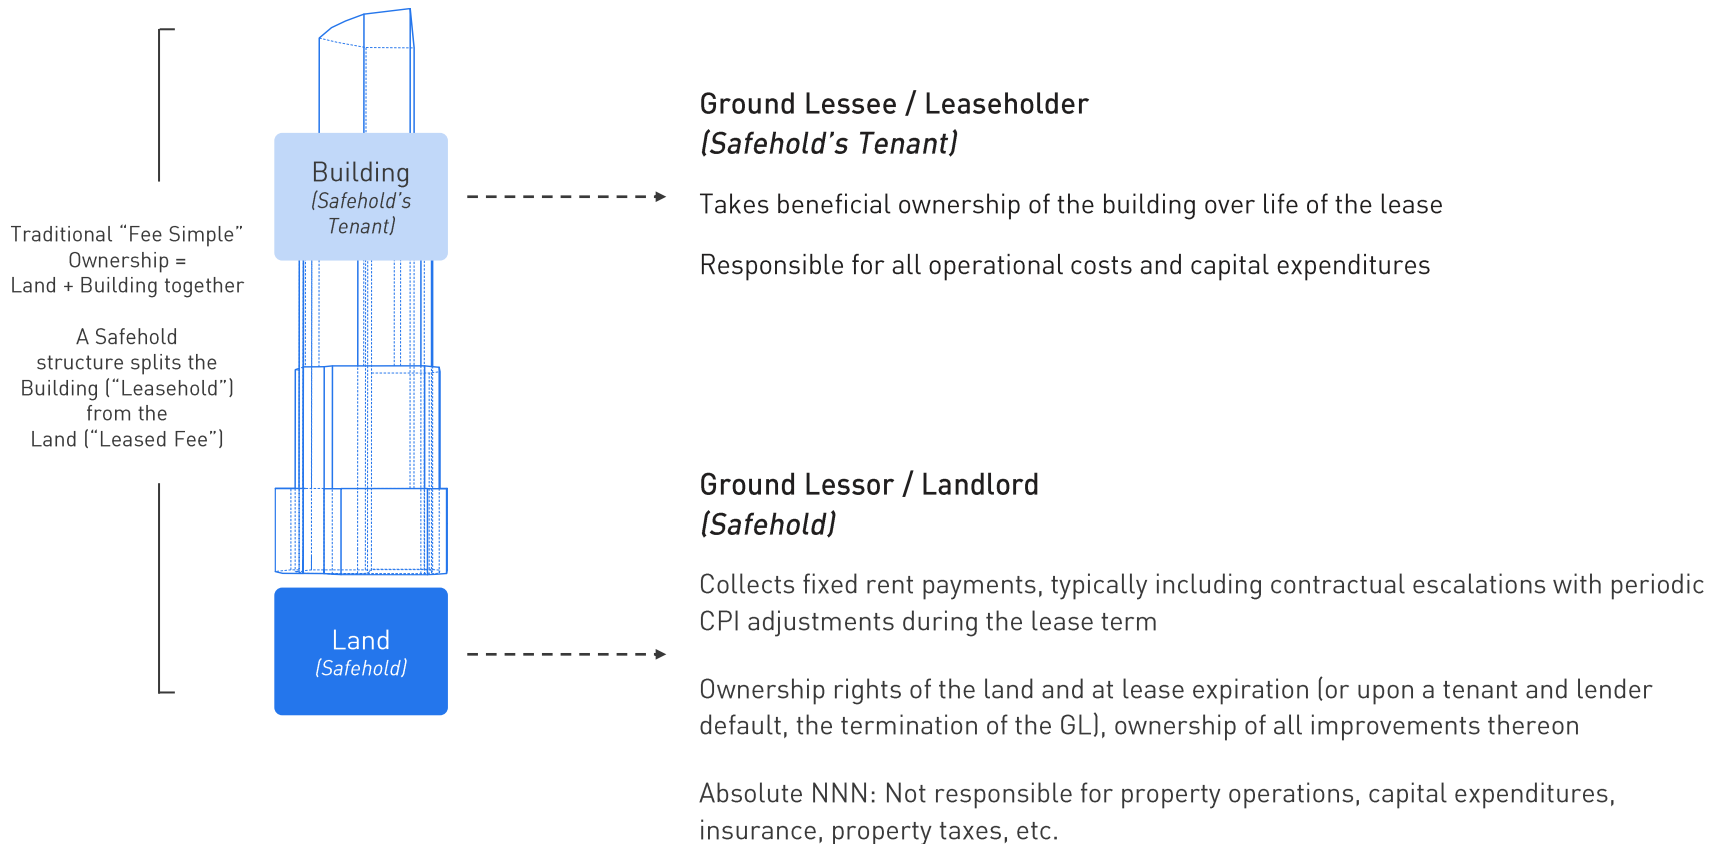 Traditional “Fee Simple”
Ownership =
Land + Building together
A Safehold
structure splits the
Building (“Leasehold”)
from the
Land (“Leased Fee”)
Building
(Safehold’s
Tenant)
Land
(Safehold)
Ground Lessee / Leaseholder
(Safehold’s Tenant)
Takes beneficial ownership of the building over life of the lease
Responsible for all operational costs and capital expenditures
Ground Lessor / Landlord
(Safehold)
Collects fixed rent payments, typically including contractual escalations with periodic
CPI adjustments during the lease term
Ownership rights of the land and at lease expiration (or upon a tenant and lender
default, the termination of the GL), ownership of all improvements thereon
Absolute NNN: Not responsible for property operations, capital expenditures,
insurance, property taxes, etc.